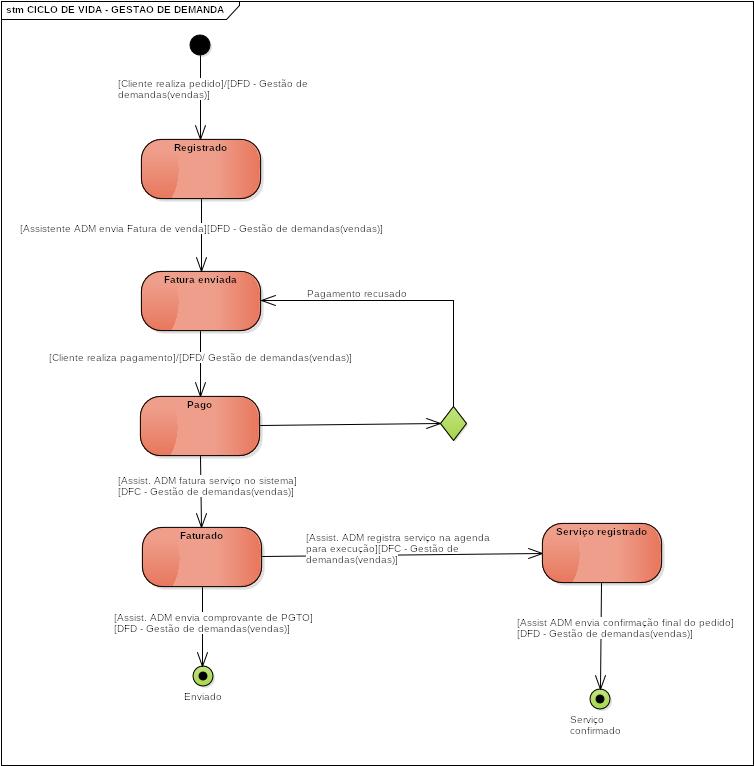 stm CICLO DE VIDA - GESTAO DE DEMANDA
[Cliente realiza pedido]/[DFD - Gestão de
demandas(vendas)]
Registrado
[Assistente ADM envia Fatura de venda][DFD - Gestão de demandas(vendas)]
Fatura enviada
Pagamento recusado
[Cliente realiza pagamento]/[DFD/ Gestão de demandas(vendas)]
Pago
[Assist. ADM fatura serviço no sistema]
[DFC - Gestão de demandas(vendas)]
Faturado
[Assist. ADM registra serviço na agenda
para execução][DFC - Gestão de
demandas(vendas)]
Serviço registrado
[Assist. ADM envia comprovante de PGTO]
[DFD - Gestão de demandas(vendas)]
[Assist ADM envia confirmação final do pedido]
[DFD - Gestão de demandas(vendas)]
Enviado
Serviço
confirmado